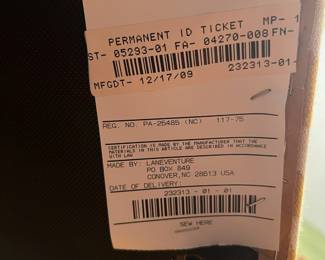 PERMANENT ID TICKET MP- 1
ST- 05293-01 FA- 04270-008 FN-
232313-01-
MFGDT- 12/17/09
REG. NO. PA-25485 (NC) 117-75
CERTIFICATION IS MADE BY THE MANUFACTURER THAT THE
MATERIALS IN THIS ARTICLE ARE DESCRIBED IN ACCORDANCE
WITH LAW
MADE BY: LANEVENTURE
PO BOX 849
CONOVER, NC 28613 USA
DATE OF DELIVERY
232313 - 01 - 01
SEW HERE